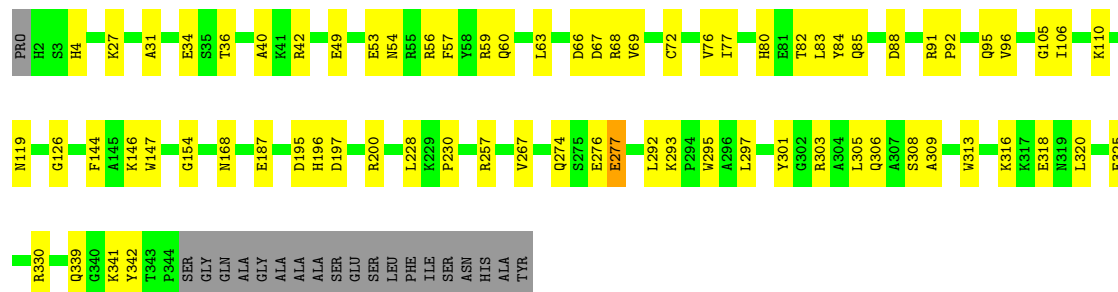 PRO H2 S3 H4 K27 A31 E34 S35 T36 A40 K41 R42 E49 E53 N54 R55 R56 F57 Y58 R59 Q60 L63 D66 D67 R68 V69 C72 V76 I77 H80 E81 T82 L83 Y84 Q85 D88 R91 P92 Q95 V96 G105 I106 K110
N119 G126 F144 A145 K146 W147 G154 N168 E187 D195 H196 D197 R200 L228 K229 P230 R257 V267 Q274 S275 E276 E277 L292 K293 P294 W295 A296 L297 Y301 G302 R303 A304 L305 Q306 A307 S308 A309 W313 K316 K317 E318 N319 L320
R330 Q339 G340 K341 Y342 T343 P344 SER GLY GLN ALA GLY ALA ALA ALA SER GLU SER LEU PHE ILE SER ASN HIS ALA TYR